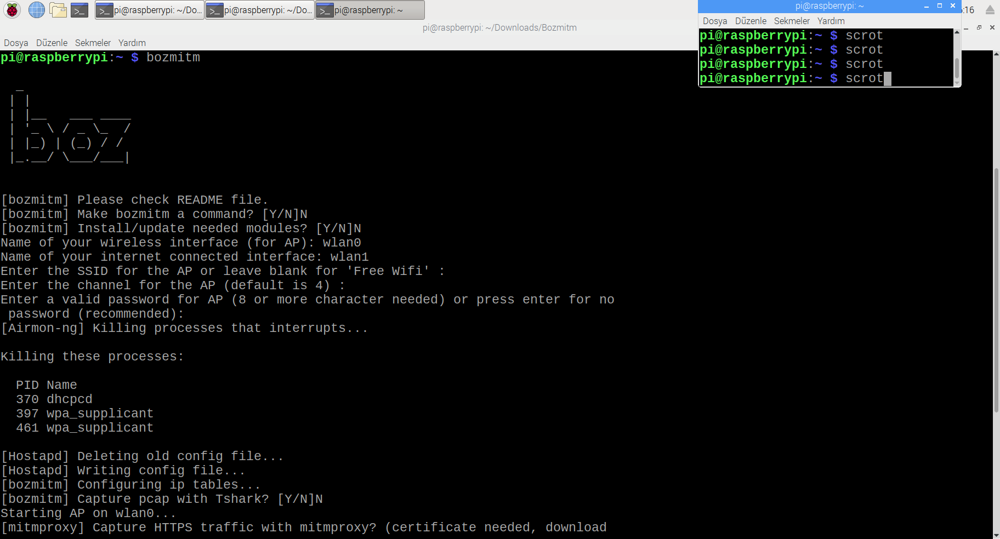 pi@raspberrypi: ~/Do...
pi@raspberrypi: ~/Do...
pi@raspberrypi: ~
:16
pi@raspberrypi: ~
Dosya Düzenle Sekmeler Yardım
pi@raspberrypi:~ $ scrot
pi@raspberrypi:~ $ scrot
pi@raspberrypi:~ $ scrot
pi@raspberrypi:~ $ scrot
pi@raspberrypi: ~/Downloads/Bozmitm
Dosya Düzenle Sekmeler Yardım
pi@raspberrypi:~ $ bozmitm
  _
 | |
 | |__   ___ ____
 | '_ \ / _ \_  /
 | |_) | (_) / /
 |_.__/ \___/___|
[bozmitm] Please check README file.
[bozmitm] Make bozmitm a command? [Y/N]N
[bozmitm] Install/update needed modules? [Y/N]N
Name of your wireless interface (for AP): wlan0
Name of your internet connected interface: wlan1
Enter the SSID for the AP or leave blank for 'Free Wifi' :
Enter the channel for the AP (default is 4) :
Enter a valid password for AP (8 or more character needed) or press enter for no
 password (recommended):
[Airmon-ng] Killing processes that interrupts...
Killing these processes:
  PID Name
  370 dhcpcd
  397 wpa_supplicant
  461 wpa_supplicant
[Hostapd] Deleting old config file...
[Hostapd] Writing config file...
[bozmitm] Configuring ip tables...
[bozmitm] Capture pcap with Tshark? [Y/N]N
Starting AP on wlan0...
[mitmproxy] Capture HTTPS traffic with mitmproxy? (certificate needed, download